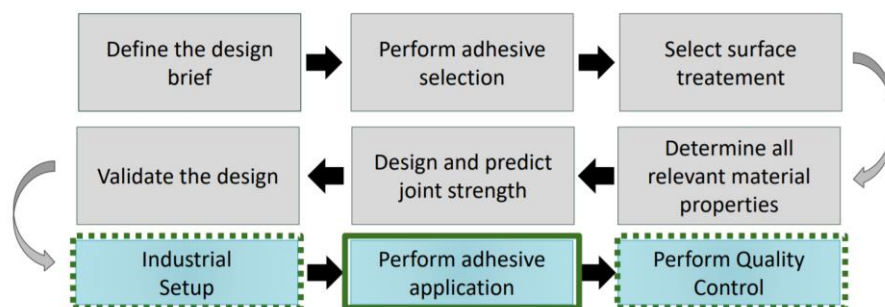 Define the design
brief
Perform adhesive
selection
Select surface
treatement
Determine all
relevant material
properties
Design and predict
joint strength
Validate the design
Industrial
Setup
Perform adhesive
application
Perform Quality
Control